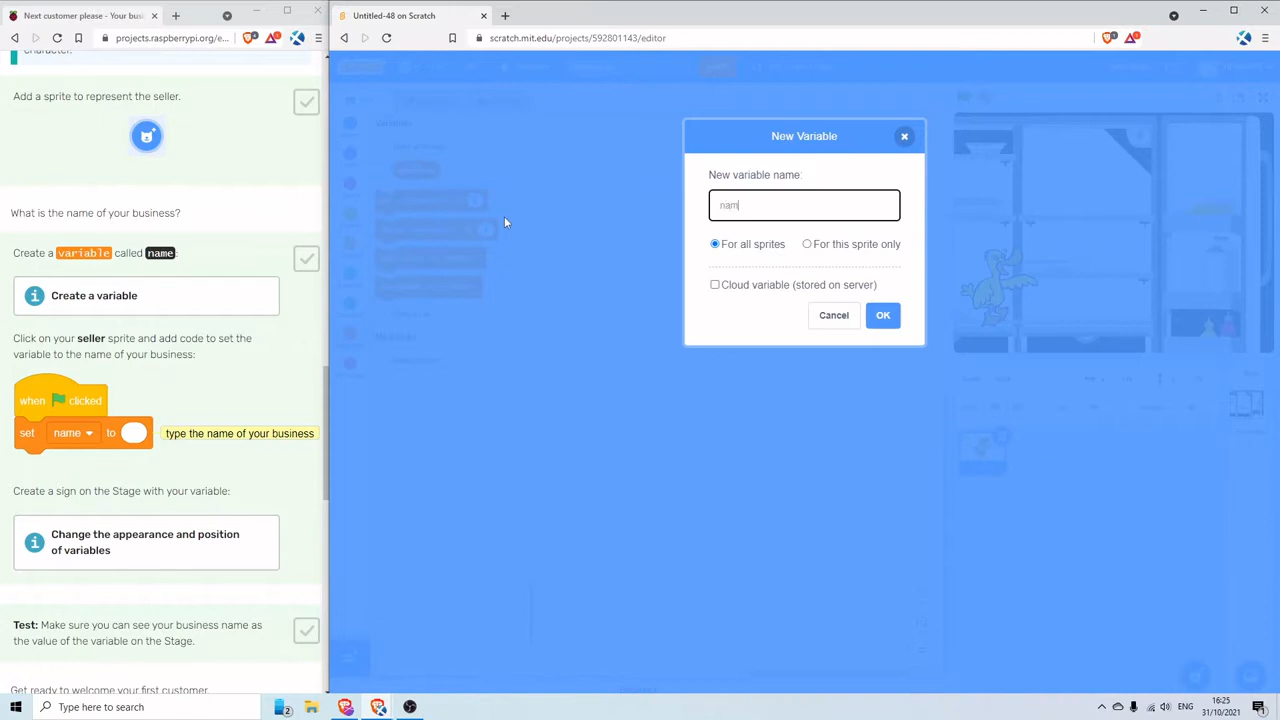 Next customer please - Your busi
projects.raspberrypi.org/e...
character.
Add a sprite to represent the seller.
What is the name of your business?
Create a variable called name:
Create a variable
Click on your seller sprite and add code to set the
variable to the name of your business:
when clicked
set name to
type the name of your business
Create a sign on the Stage with your variable:
Change the appearance and position
of variables
Test: Make sure you can see your business name as
the value of the variable on the Stage.
Get ready to welcome your first customer.
Untitled-48 on Scratch
scratch.mit.edu/projects/592801143/editor
New Variable
New variable name:
nam
For all sprites
For this sprite only
Cloud variable (stored on server)
Cancel
OK
Type here to search
2
ENG
16:25
31/10/2021